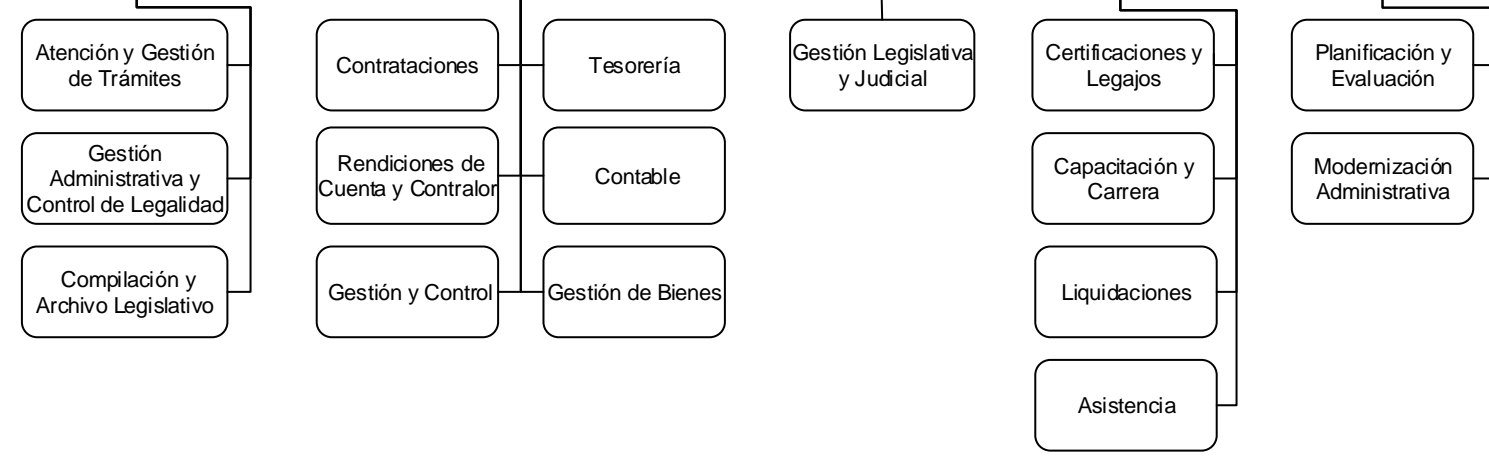 Atención y Gestión
de Trámites
Gestión
Administrativa y
Control de Legalidad
Compilación y
Archivo Legislativo
Contrataciones
Rendiciones de
Cuenta y Contralor
Gestión y Control
Tesorería
Contable
Gestión de Bienes
Gestión Legislativa
y Judicial
Certificaciones y
Legajos
Capacitación y
Carrera
Liquidaciones
Asistencia
Planificación y
Evaluación
Modernización
Administrativa